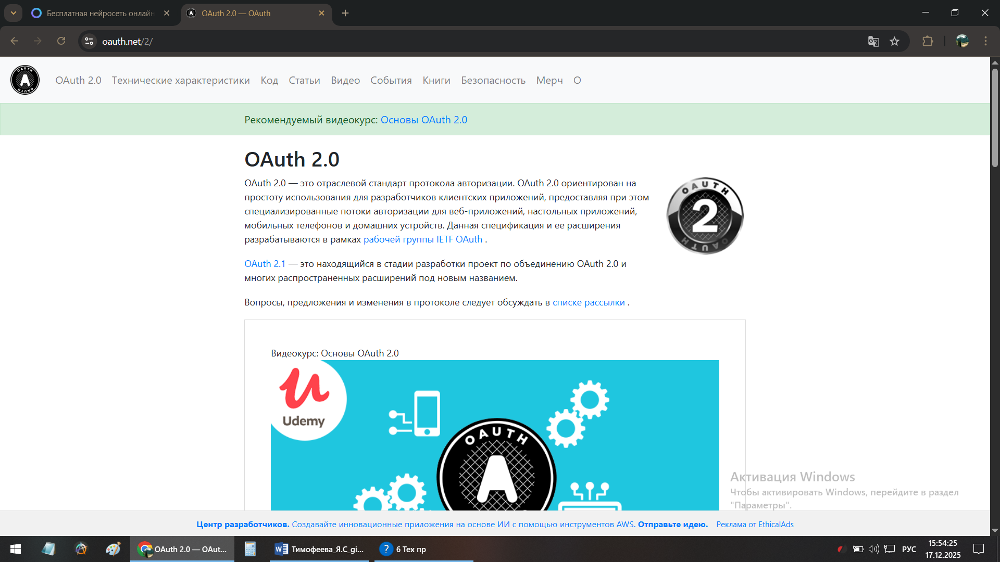 Бесплатная нейросеть онлайн
OAuth 2.0 — OAuth
oauth.net/2/
OAUTH A OAUTH
OAuth 2.0 Технические характеристики Код Статьи Видео События Книги Безопасность Мерч О
Рекомендуемый видеокурс: Основы OAuth 2.0
OAuth 2.0
OAuth 2.0 — это отраслевой стандарт протокола авторизации. OAuth 2.0 ориентирован на
простоту использования для разработчиков клиентских приложений, предоставляя при этом
специализированные потоки авторизации для веб-приложений, настольных приложений,
мобильных телефонов и домашних устройств. Данная спецификация и ее расширения
разрабатываются в рамках рабочей группы IETF OAuth .
OAUTH 2 OAUTH
OAuth 2.1 — это находящийся в стадии разработки проект по объединению OAuth 2.0 и
многих распространенных расширений под новым названием.
Вопросы, предложения и изменения в протоколе следует обсуждать в списке рассылки .
Видеокурс: Основы OAuth 2.0
Udemy
OAUTH
A
Активация Windows
Чтобы активировать Windows, перейдите в раздел
"Параметры".
Центр разработчиков. Создавайте инновационные приложения на основе ИИ с помощью инструментов AWS. Отправьте идею. Реклама от EthicalAds
OAuth 2.0 — OAut...
Тимофеева_Я.С_gi...
6 Тех пр
РУС
15:54:25
17.12.2025